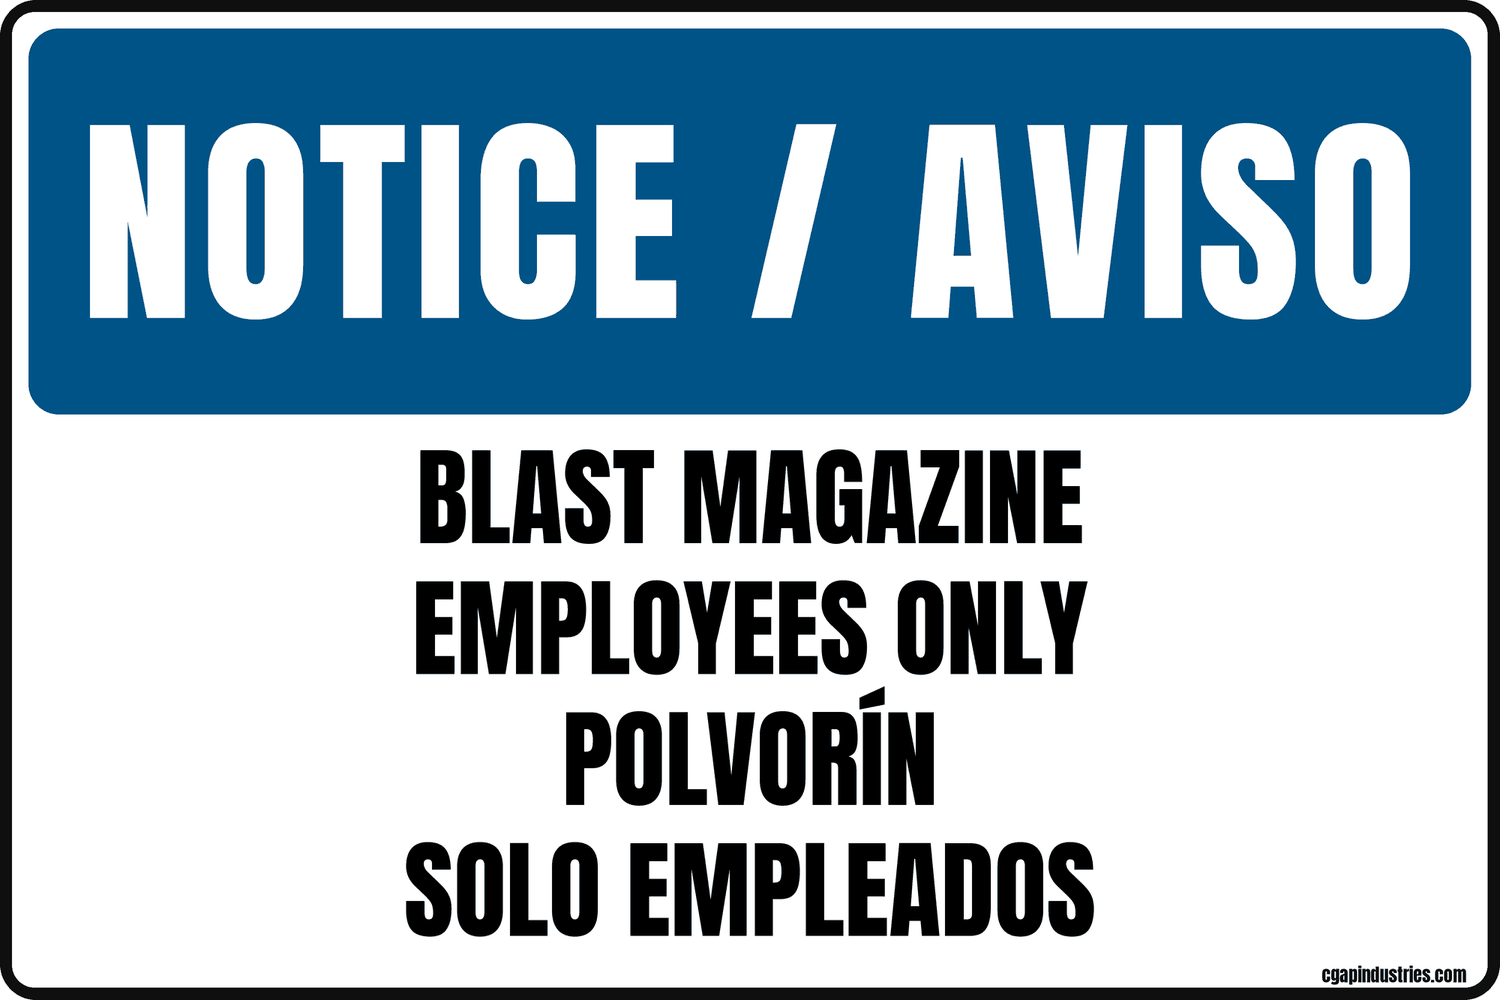 NOTICE / AVISO
BLAST MAGAZINE
EMPLOYEES ONLY
POLVORÍN
SOLO EMPLEADOS
cgapindustries.com